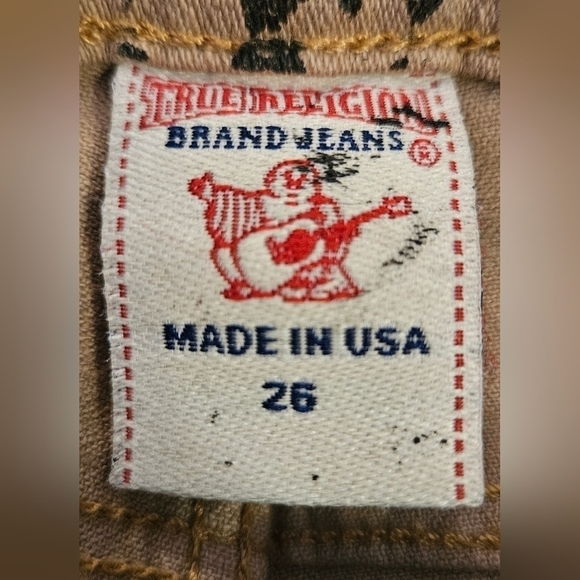 TRUE RELIGION
BRAND JEANS ®
MADE IN USA
26